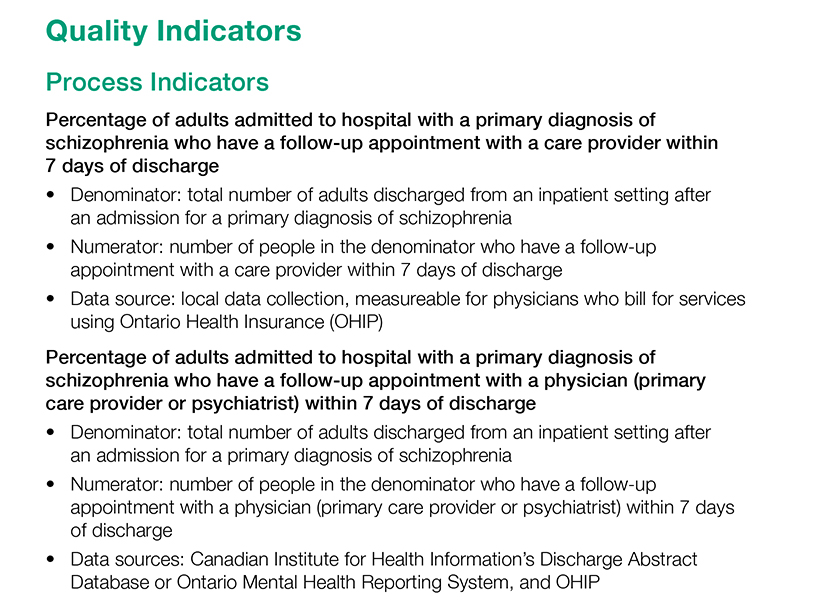 Quality Indicators
Process Indicators
Percentage of adults admitted to hospital with a primary diagnosis of
schizophrenia who have a follow-up appointment with a care provider within
7 days of discharge
• Denominator: total number of adults discharged from an inpatient setting after
an admission for a primary diagnosis of schizophrenia
• Numerator: number of people in the denominator who have a follow-up
appointment with a care provider within 7 days of discharge
• Data source: local data collection, measureable for physicians who bill for services
using Ontario Health Insurance (OHIP)
Percentage of adults admitted to hospital with a primary diagnosis of
schizophrenia who have a follow-up appointment with a physician (primary
care provider or psychiatrist) within 7 days of discharge
• Denominator: total number of adults discharged from an inpatient setting after
an admission for a primary diagnosis of schizophrenia
• Numerator: number of people in the denominator who have a follow-up
appointment with a physician (primary care provider or psychiatrist) within 7 days
of discharge
• Data sources: Canadian Institute for Health Information’s Discharge Abstract
Database or Ontario Mental Health Reporting System, and OHIP